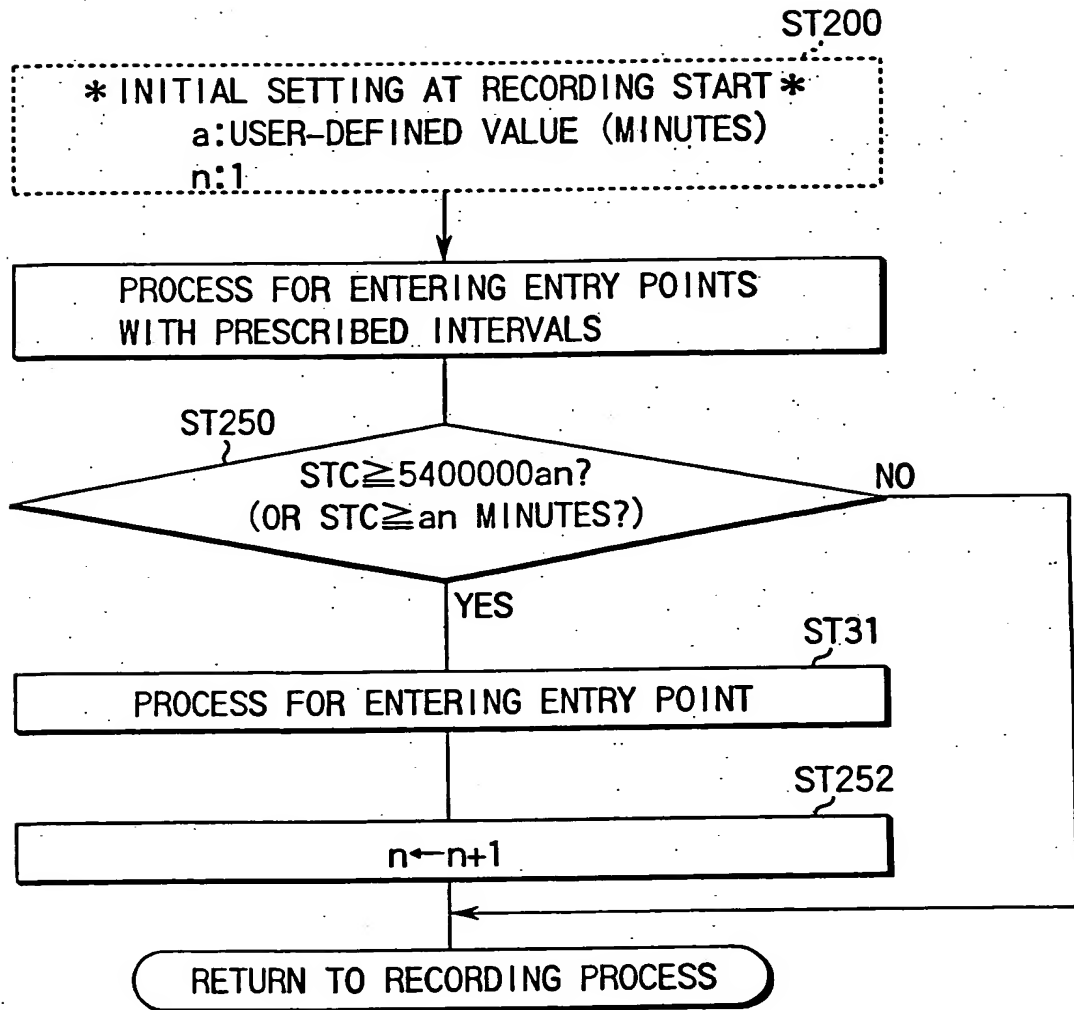 ST200
*INITIAL SETTING AT RECORDING START*
a:USER-DEFINED VALUE (MINUTES)
n:1
PROCESS FOR ENTERING ENTRY POINTS
WITH PRESCRIBED INTERVALS
ST250
STC≧5400000an?
(OR STC≧an MINUTES?)
NO
YES
ST31
PROCESS FOR ENTERING ENTRY POINT
ST252
n←n+1
RETURN TO RECORDING PROCESS